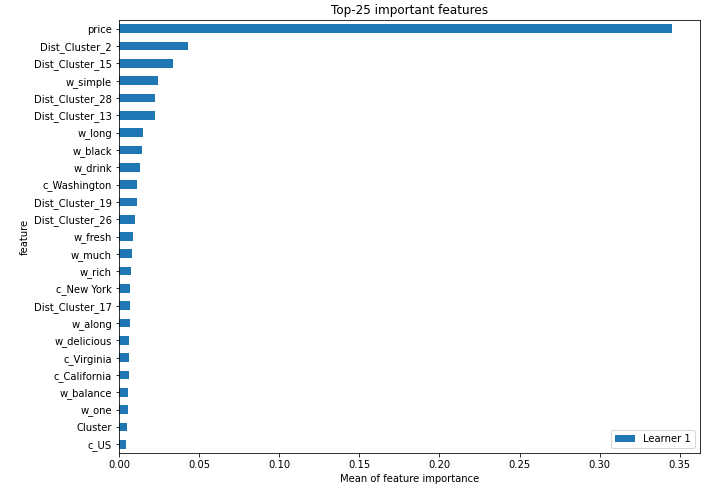 Top-25 important features
price
Dist_Cluster_2
Dist_Cluster_15
w_simple
Dist_Cluster_28
Dist_Cluster_13
w_long
w_black
w_drink
c_Washington
Dist_Cluster_19
Dist_Cluster_26
w_fresh
w_much
w_rich
c_New York
Dist_Cluster_17
w_along
w_delicious
c_Virginia
c_California
w_balance
w_one
Cluster
c_US
feature
Learner 1
0.00 0.05 0.10 0.15 0.20 0.25 0.30 0.35
Mean of feature importance